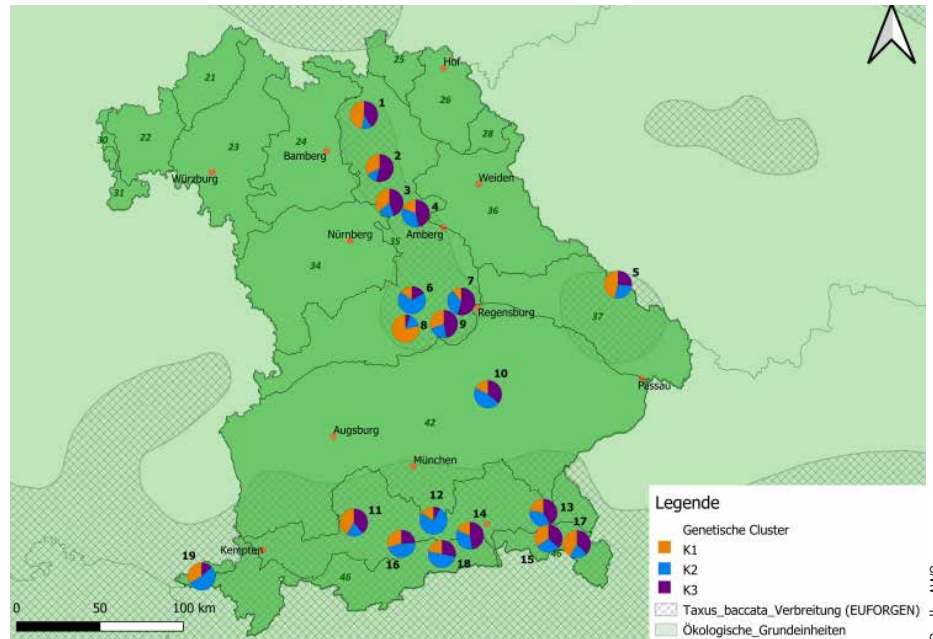 25
Hof
21
26
1
30
22
23
24
28
Bamberg
Würzburg
31
2
Weiden
3
4
36
Nürnberg
35
Amberg
34
5
6
7
37
Regensburg
8
9
10
Passau
42
Augsburg
München
11
12
13
14
17
Kempten
16
18
15
46
19
46
0 50 100 km
Legende
Genetische Cluster
K1
K2
K3
Taxus_baccata_Verbreitung (EUFORGEN)
Ökologische_Grundeinheiten